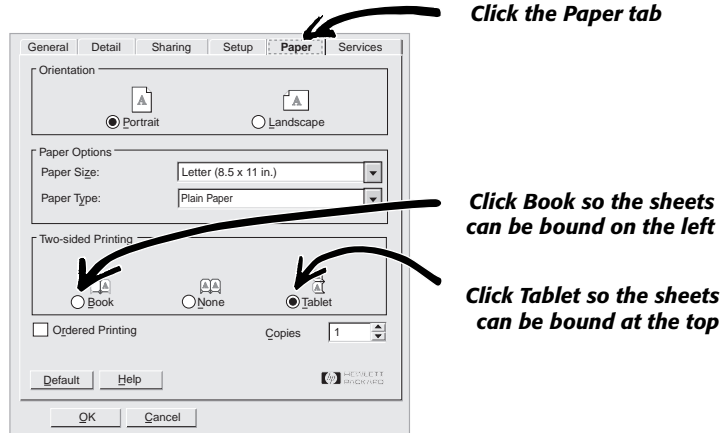 Click the Paper tab
General Detail Sharing Setup Paper Services
Orientation
Portrait Landscape
Paper Options
Paper Size: Letter (8.5 x 11 in.)
Paper Type: Plain Paper
Click Book so the sheets
can be bound on the left
Two-sided Printing
Book None Tablet
Click Tablet so the sheets
can be bound at the top
Ordered Printing Copies 1
Default Help
HEWLETT
PACKARD
OK Cancel